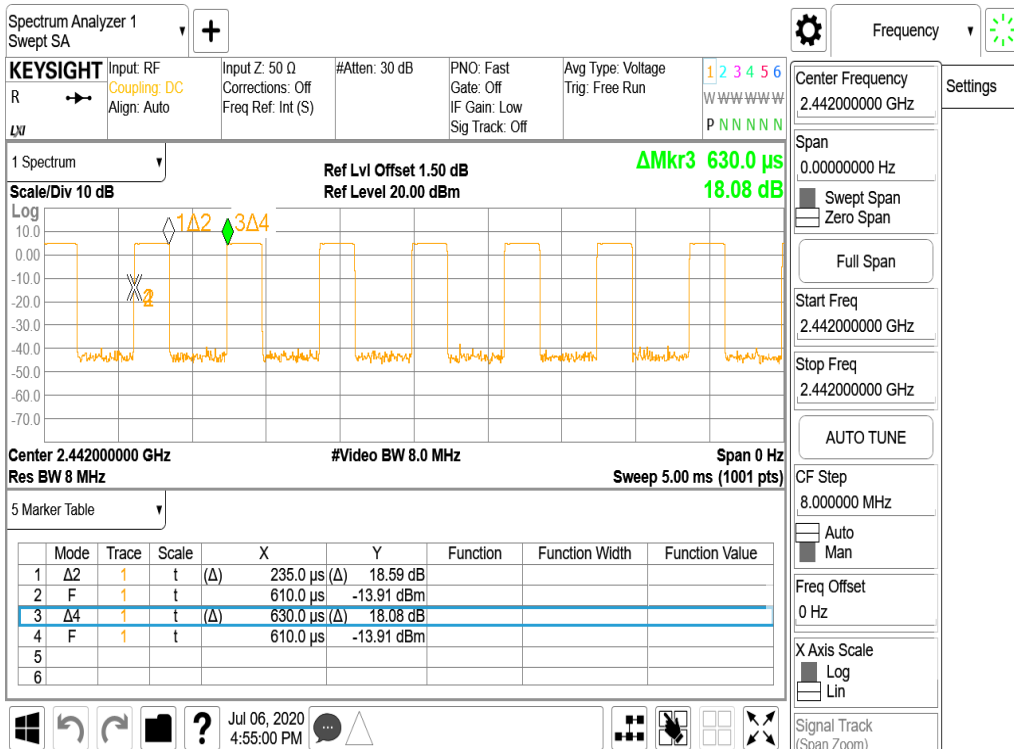 Spectrum Analyzer 1
Swept SA
Frequency
KEYSIGHT
R
LXI
Input: RF
Coupling: DC
Align: Auto
Input Z: 50 Ω
Corrections: Off
Freq Ref: Int (S)
#Atten: 30 dB
PNO: Fast
Gate: Off
IF Gain: Low
Sig Track: Off
Avg Type: Voltage
Trig: Free Run
1 2 3 4 5 6
W W W W W W
P N N N N N
1 Spectrum
Scale/Div 10 dB
Ref Lvl Offset 1.50 dB
Ref Level 20.00 dBm
ΔMkr3 630.0 µs
18.08 dB
Log
10.0
0.00
-10.0
-20.0
-30.0
-40.0
-50.0
-60.0
-70.0
1Δ2
3Δ4
Center 2.442000000 GHz
#Video BW 8.0 MHz
Span 0 Hz
Res BW 8 MHz
Sweep 5.00 ms (1001 pts)
5 Marker Table
Mode Trace Scale X Y Function Function Width Function Value
1 Δ2 1 t (Δ) 235.0 µs (Δ) 18.59 dB
2 F 1 t 610.0 µs -13.91 dBm
3 Δ4 1 t (Δ) 630.0 µs (Δ) 18.08 dB
4 F 1 t 610.0 µs -13.91 dBm
5
6
Jul 06, 2020
4:55:00 PM
?
Center Frequency
2.442000000 GHz
Span
0.00000000 Hz
Swept Span
Zero Span
Full Span
Start Freq
2.442000000 GHz
Stop Freq
2.442000000 GHz
AUTO TUNE
CF Step
8.000000 MHz
Auto
Man
Freq Offset
0 Hz
X Axis Scale
Log
Lin
Signal Track
(Span Zoom)
Settings